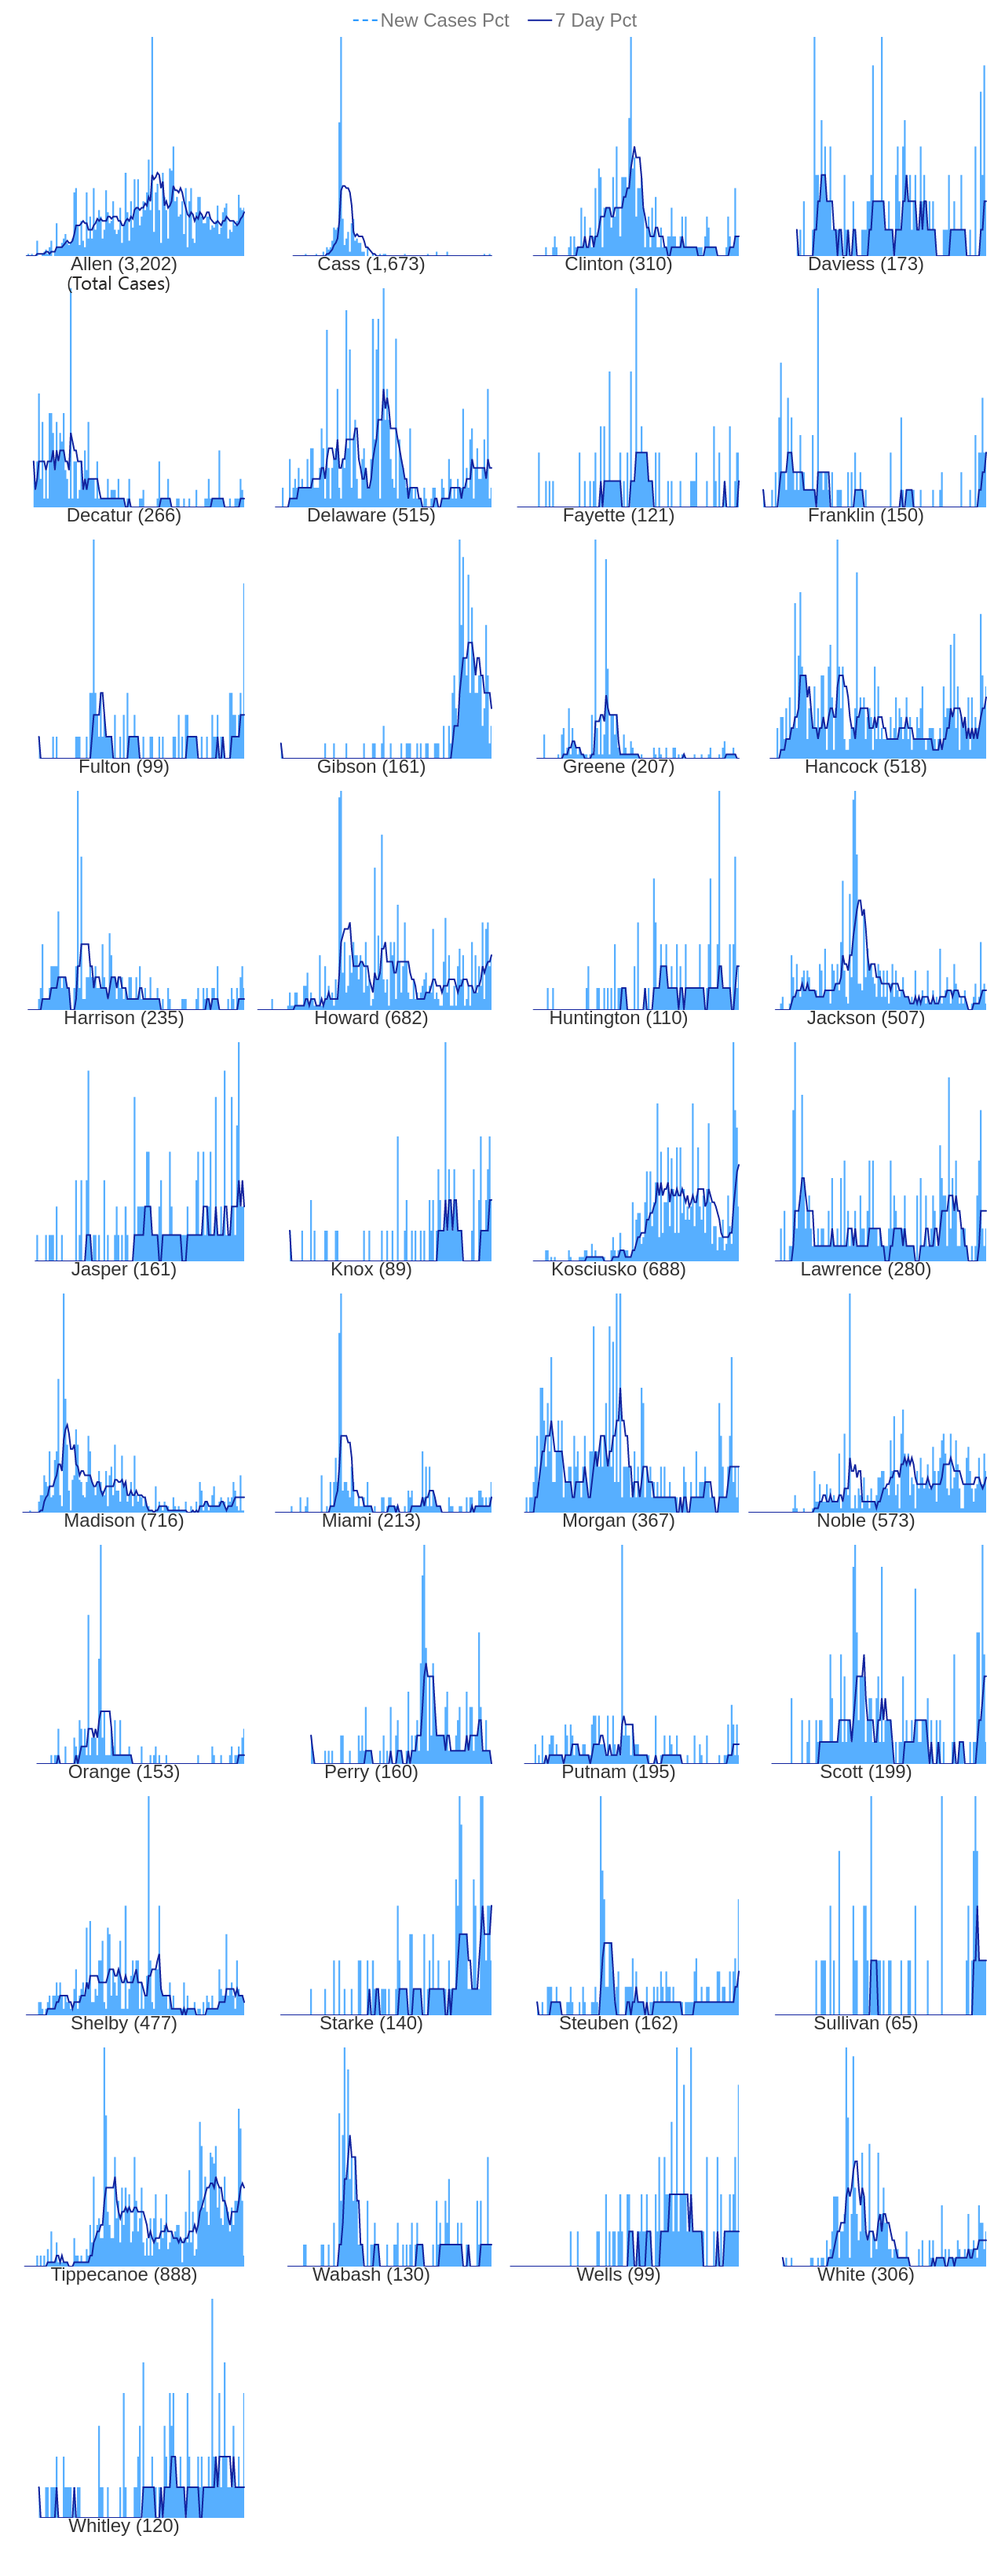 New Cases Pct 7 Day Pct
Allen (3,202) Cass (1,673) Clinton (310) Daviess (173)
(Total Cases)
Decatur (266) Delaware (515) Fayette (121) Franklin (150)
Fulton (99) Gibson (161) Greene (207) Hancock (518)
Harrison (235) Howard (682) Huntington (110) Jackson (507)
Jasper (161) Knox (89) Kosciusko (688) Lawrence (280)
Madison (716) Miami (213) Morgan (367) Noble (573)
Orange (153) Perry (160) Putnam (195) Scott (199)
Shelby (477) Starke (140) Steuben (162) Sullivan (65)
Tippecanoe (888) Wabash (130) Wells (99) White (306)
Whitley (120)